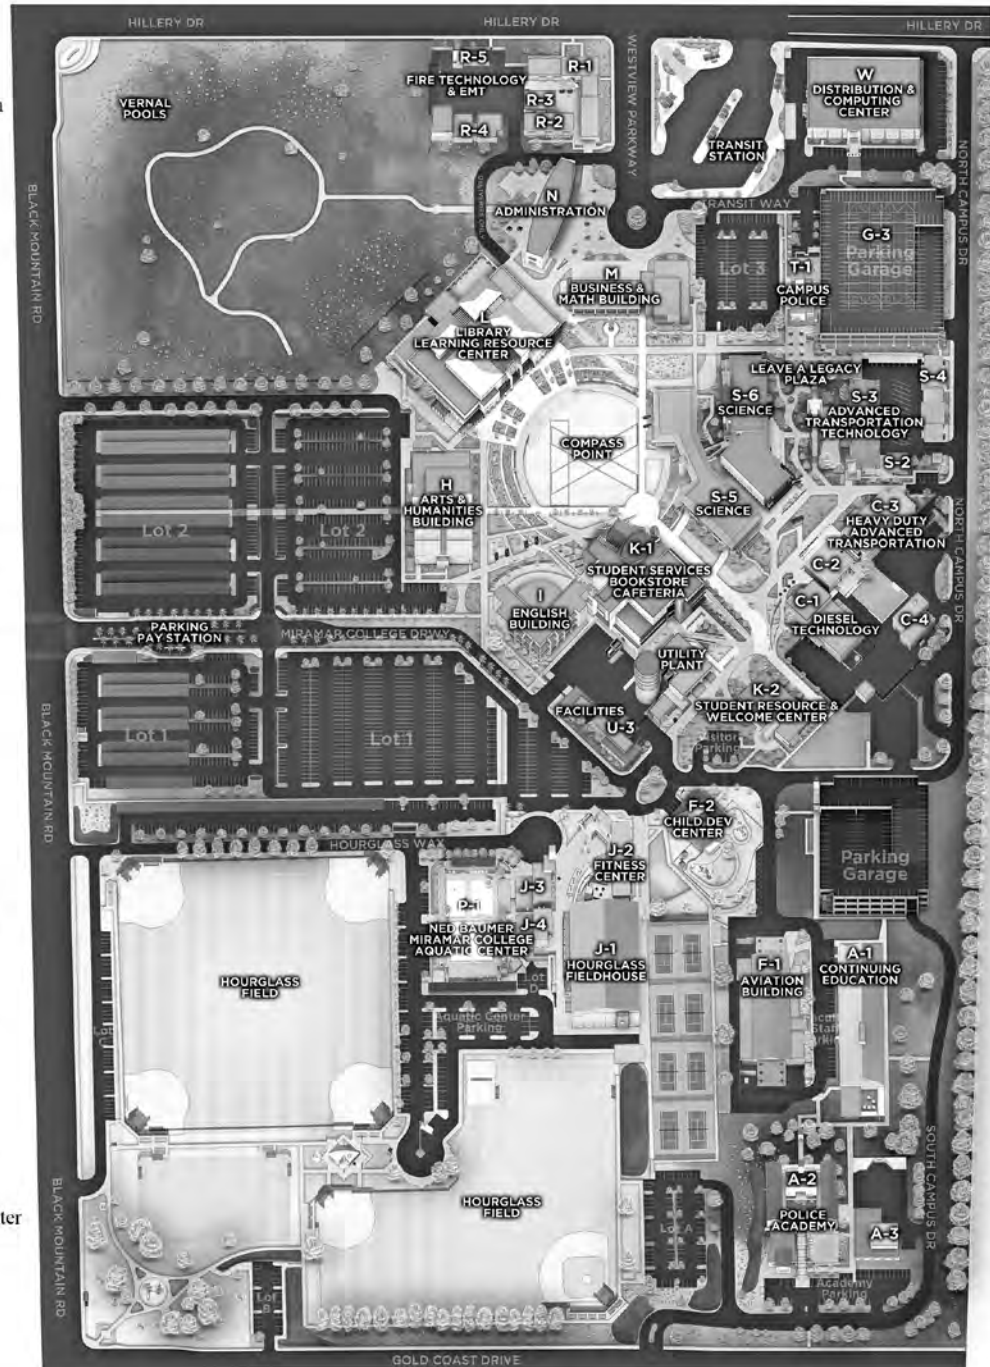 HILLERY DR
HILLERY DR
HILLERY DR
WESTVIEW PARKWAY
R-5
FIRE TECHNOLOGY
& EMT
R-1
R-3
R-2
R-4
VERNAL
POOLS
W
DISTRIBUTION &
COMPUTING
CENTER
TRANSIT
STATION
NORTH CAMPUS DR
BLACK MOUNTAIN RD
N
ADMINISTRATION
TRANSIT WAY
G-3
Parking
Garage
Lot 3
T-1
CAMPUS
POLICE
M
BUSINESS &
MATH BUILDING
L
LIBRARY
LEARNING RESOURCE
CENTER
LEAVE A LEGACY
PLAZA
S-4
S-6
SCIENCE
S-3
ADVANCED
TRANSPORTATION
TECHNOLOGY
S-2
COMPASS
POINT
H
ARTS &
HUMANITIES
BUILDING
S-5
SCIENCE
C-3
HEAVY DUTY
ADVANCED
TRANSPORTATION
NORTH CAMPUS DR
Lot 2
Lot 2
K-1
STUDENT SERVICES
BOOKSTORE
CAFETERIA
C-2
C-1
DIESEL
TECHNOLOGY
C-4
I
ENGLISH
BUILDING
PARKING
PAY STATION
MIRAMAR COLLEGE DRWY
UTILITY
PLANT
K-2
STUDENT RESOURCE &
WELCOME CENTER
FACILITIES
U-3
Visitor
Parking
Lot 1
Lot 1
BLACK MOUNTAIN RD
F-2
CHILD DEV
CENTER
HOURGLASS WAY
J-2
FITNESS
CENTER
Parking
Garage
J-3
P-1
NED BAUMER
MIRAMAR COLLEGE
AQUATIC CENTER
J-4
J-1
HOURGLASS
FIELDHOUSE
F-1
AVIATION
BUILDING
A-1
CONTINUING
EDUCATION
HOURGLASS
FIELD
Lot
D
Aquatic Center
Parking
Staff
SOUTH CAMPUS DR
BLACK MOUNTAIN RD
HOURGLASS
FIELD
A-2
POLICE
ACADEMY
A-3
ter
Lot A
Academy
Parking
Lot
B
GOLD COAST DRIVE